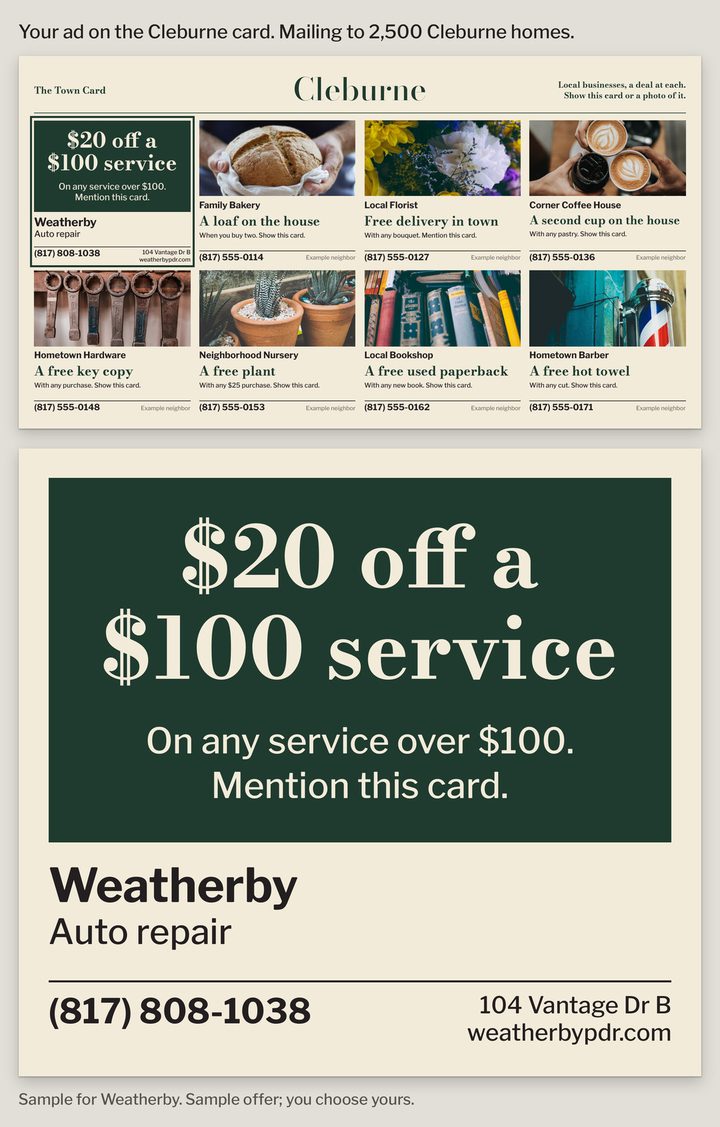 Your ad on the Cleburne card. Mailing to 2,500 Cleburne homes.
The Town Card
Cleburne
Local businesses, a deal at each.
Show this card or a photo of it.
$20 off a
$100 service
On any service over $100.
Mention this card.
Weatherby
Auto repair
(817) 808-1038
104 Vantage Dr B
weatherbypdr.com
Family Bakery
A loaf on the house
When you buy two. Show this card.
(817) 555-0114
Example neighbor
Local Florist
Free delivery in town
With any bouquet. Mention this card.
(817) 555-0127
Example neighbor
Corner Coffee House
A second cup on the house
With any pastry. Show this card.
(817) 555-0136
Example neighbor
Hometown Hardware
A free key copy
With any purchase. Show this card.
(817) 555-0148
Example neighbor
Neighborhood Nursery
A free plant
With any $25 purchase. Show this card.
(817) 555-0153
Example neighbor
Local Bookshop
A free used paperback
With any new book. Show this card.
(817) 555-0162
Example neighbor
Hometown Barber
A free hot towel
With any cut. Show this card.
(817) 555-0171
Example neighbor
$20 off a
$100 service
On any service over $100.
Mention this card.
Weatherby
Auto repair
(817) 808-1038
104 Vantage Dr B
weatherbypdr.com
Sample for Weatherby. Sample offer; you choose yours.